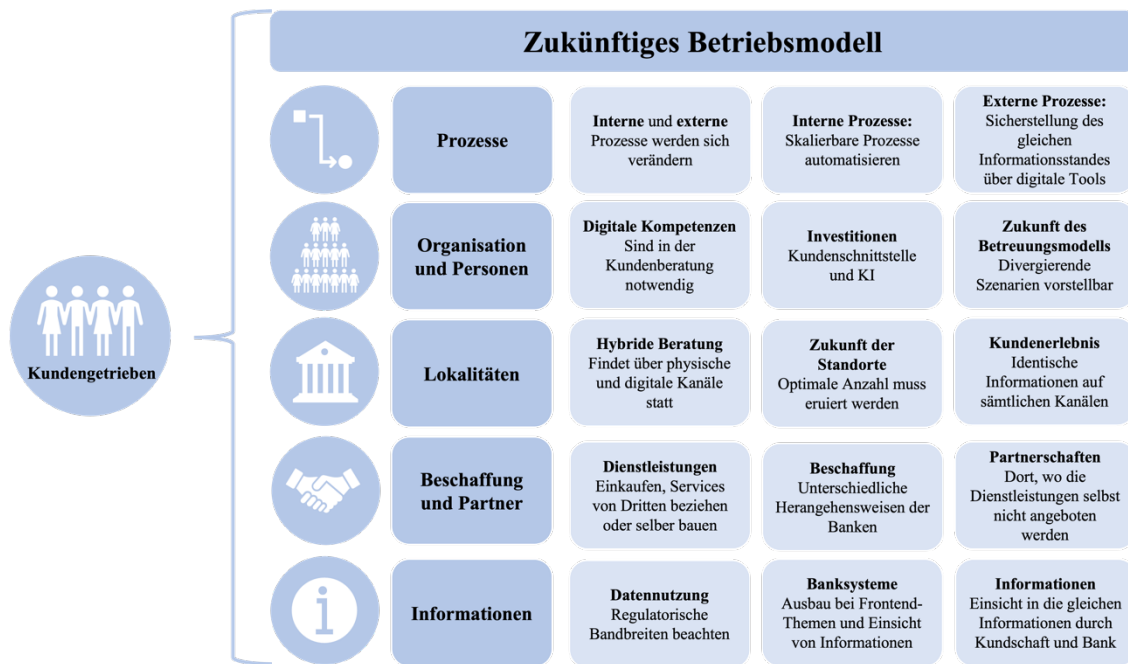 Zukünftiges Betriebsmodell
Kundengetrieben
Prozesse
Interne und externe
Prozesse werden sich
verändern
Interne Prozesse:
Skalierbare Prozesse
automatisieren
Externe Prozesse:
Sicherstellung des
gleichen
Informationsstandes
über digitale Tools
Organisation
und Personen
Digitale Kompetenzen
Sind in der
Kundenberatung
notwendig
Investitionen
Kundenschnittstelle
und KI
Zukunft des
Betreuungsmodells
Divergierende
Szenarien vorstellbar
Lokalitäten
Hybride Beratung
Findet über physische
und digitale Kanäle
statt
Zukunft der
Standorte
Optimale Anzahl muss
eruiert werden
Kundenerlebnis
Identische
Informationen auf
sämtlichen Kanälen
Beschaffung
und Partner
Dienstleistungen
Einkaufen, Services
von Dritten beziehen
oder selber bauen
Beschaffung
Unterschiedliche
Herangehensweisen der
Banken
Partnerschaften
Dort, wo die
Dienstleistungen selbst
nicht angeboten
werden
Informationen
Datennutzung
Regulatorische
Bandbreiten beachten
Banksysteme
Ausbau bei Frontend-
Themen und Einsicht
von Informationen
Informationen
Einsicht in die gleichen
Informationen durch
Kundschaft und Bank